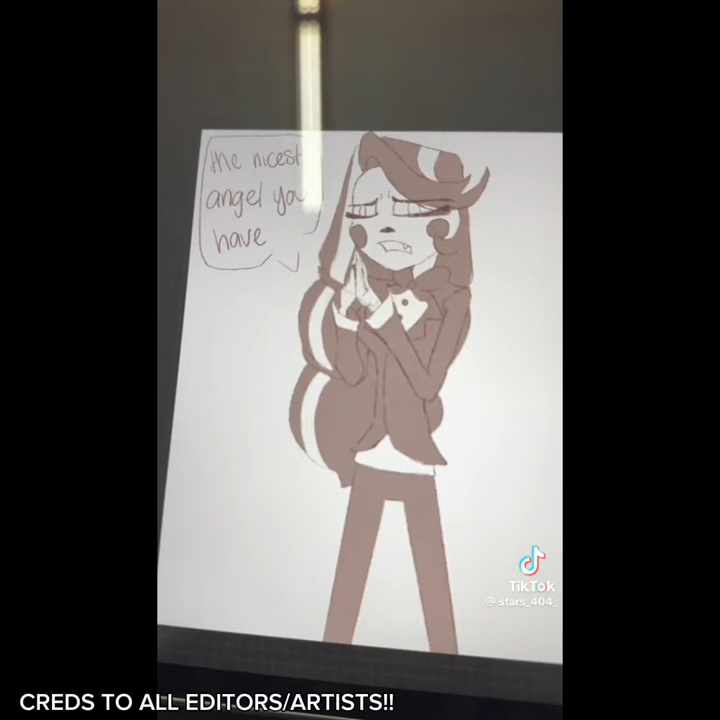 the nicest
angel you
have
TikTok
@stars_404_
CREDS TO ALL EDITORS/ARTISTS!!